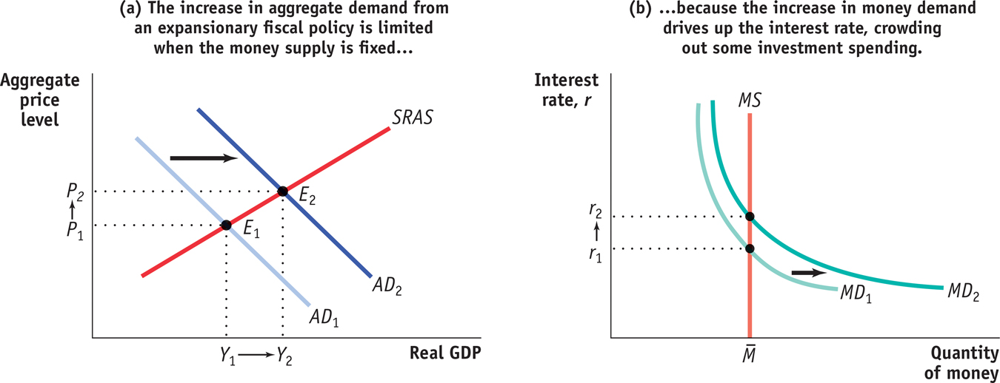 (a) The increase in aggregate demand from
an expansionary fiscal policy is limited
when the money supply is fixed…
Aggregate
price
level
SRAS
P₂
E₂
P₁
E₁
AD₂
AD₁
Y₁
Y₂
Real GDP
(b) …because the increase in money demand
drives up the interest rate, crowding
out some investment spending.
Interest
rate, r
MS
r₂
r₁
MD₁
MD₂
M̅
Quantity
of money